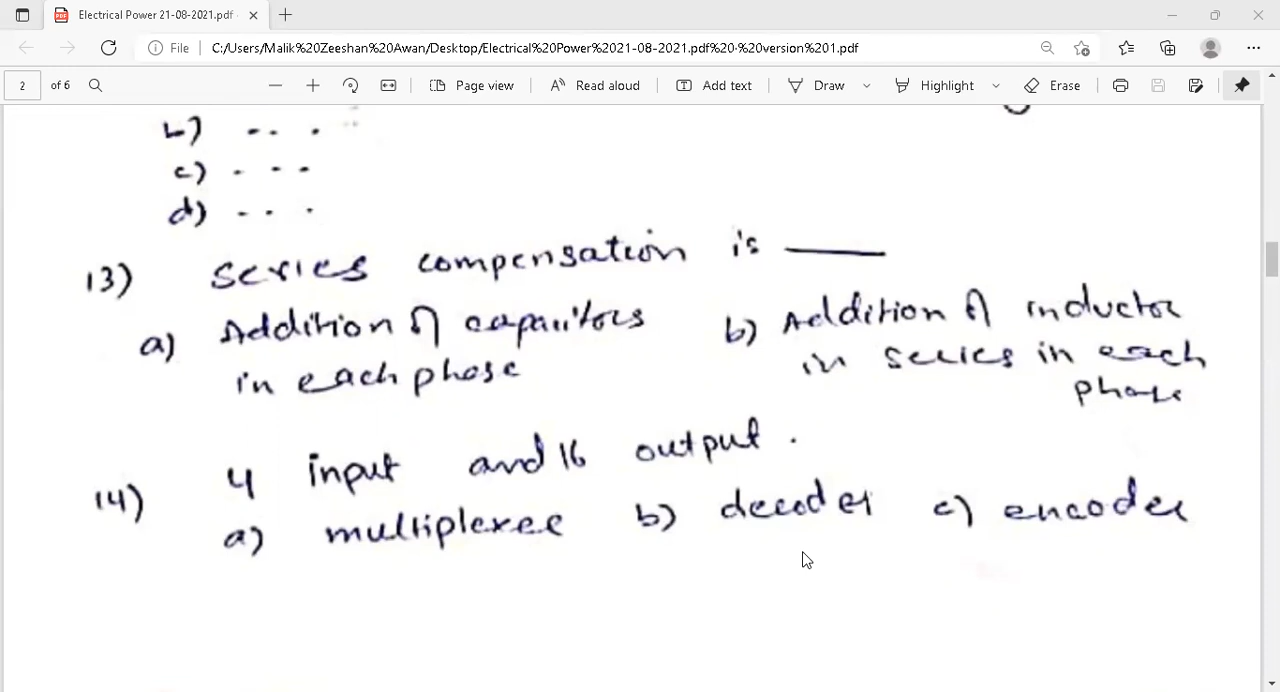 Electrical Power 21-08-2021.pdf -
File C:/Users/Malik%20Zeeshan%20Awan/Desktop/Electrical%20Power%2021-08-2021.pdf%20-%20version%201.pdf
2 of 6 Page view Read aloud Add text Draw Highlight Erase
b) .. .
c) . . .
d) .. .
13) Series compensation is ___
a) Addition of capacitors b) Addition of inductor
in each phase in series in each
phase
14) 4 input and 16 output .
a) multiplexer b) decoder c) encoder